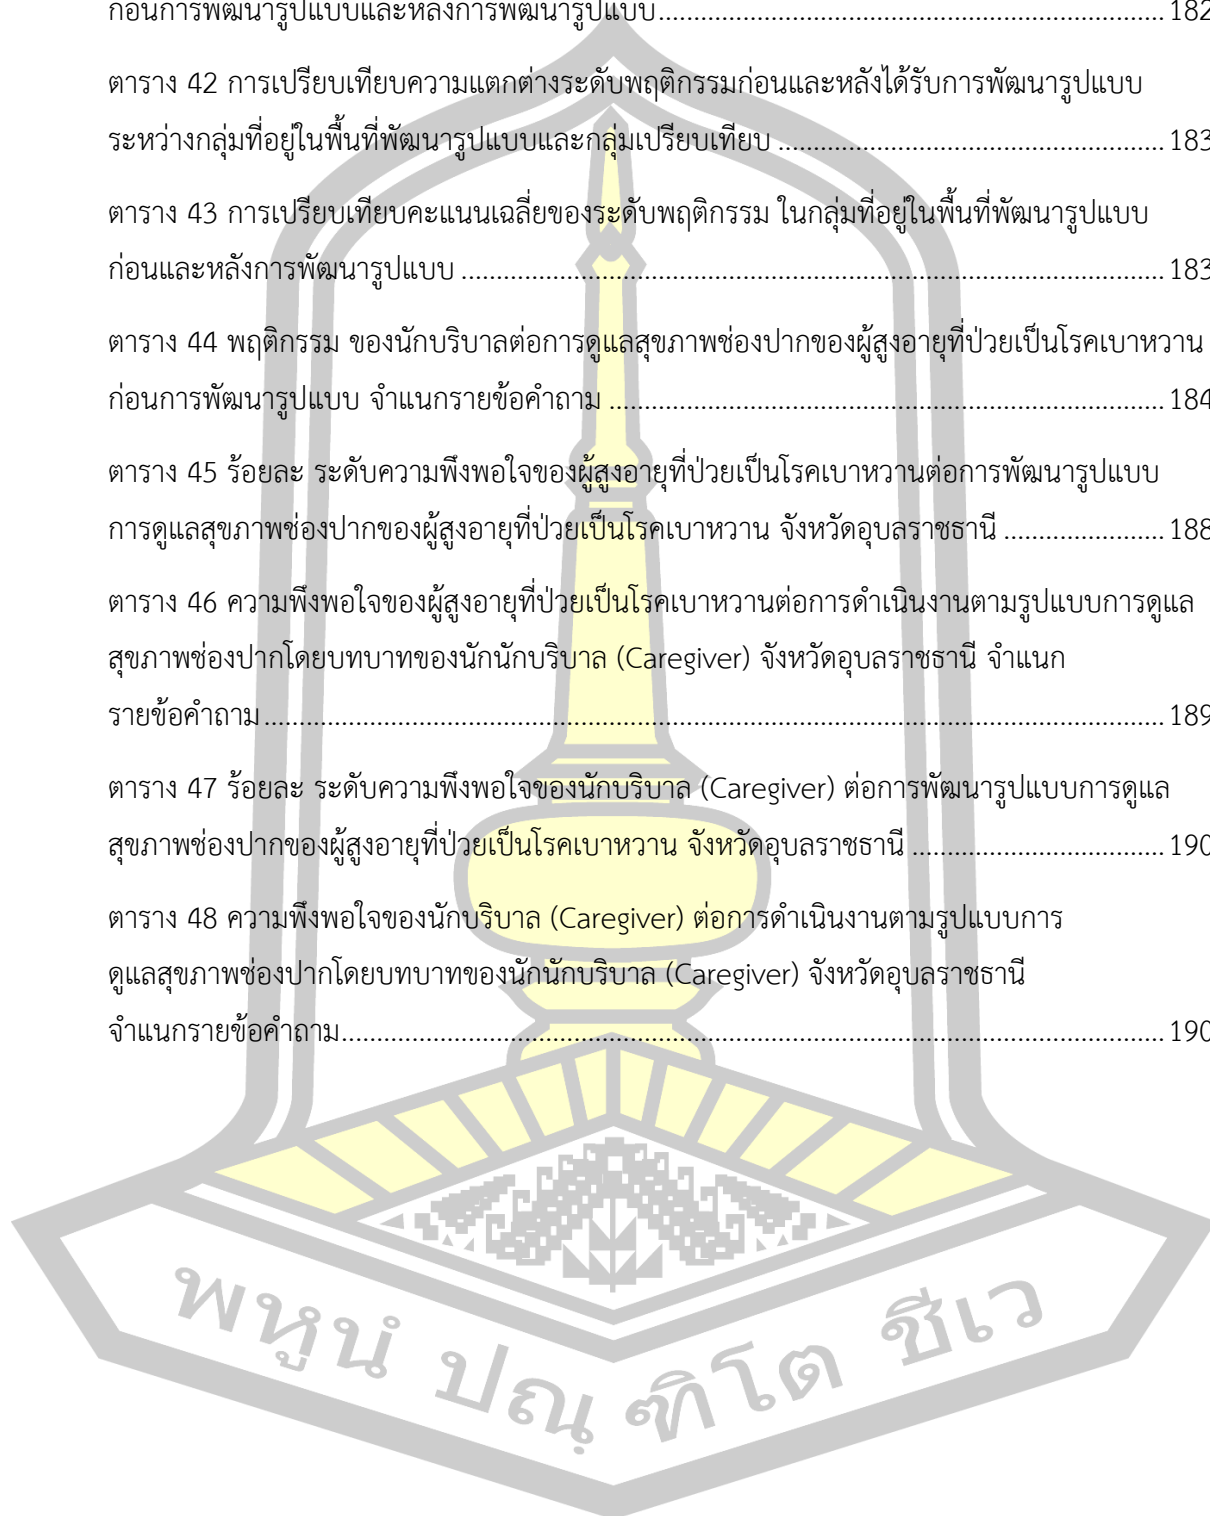 ก่อนการพัฒนารูปแบบและหลังการพัฒนารูปแบบ........................................................................ 182
ตาราง 42 การเปรียบเทียบความแตกต่างระดับพฤติกรรมก่อนและหลังได้รับการพัฒนารูปแบบ
ระหว่างกลุ่มที่อยู่ในพื้นที่พัฒนารูปแบบและกลุ่มเปรียบเทียบ ....................................................... 183
ตาราง 43 การเปรียบเทียบคะแนนเฉลี่ยของระดับพฤติกรรม ในกลุ่มที่อยู่ในพื้นที่พัฒนารูปแบบ
ก่อนและหลังการพัฒนารูปแบบ .................................................................................................... 183
ตาราง 44 พฤติกรรม ของนักบริบาลต่อการดูแลสุขภาพช่องปากของผู้สูงอายุที่ป่วยเป็นโรคเบาหวาน
ก่อนการพัฒนารูปแบบ จำแนกรายข้อคำถาม ............................................................................... 184
ตาราง 45 ร้อยละ ระดับความพึงพอใจของผู้สูงอายุที่ป่วยเป็นโรคเบาหวานต่อการพัฒนารูปแบบ
การดูแลสุขภาพช่องปากของผู้สูงอายุที่ป่วยเป็นโรคเบาหวาน จังหวัดอุบลราชธานี ....................... 188
ตาราง 46 ความพึงพอใจของผู้สูงอายุที่ป่วยเป็นโรคเบาหวานต่อการดำเนินงานตามรูปแบบการดูแล
สุขภาพช่องปากโดยบทบาทของนักนักบริบาล (Caregiver) จังหวัดอุบลราชธานี จำแนก
รายข้อคำถาม................................................................................................................................ 189
ตาราง 47 ร้อยละ ระดับความพึงพอใจของนักบริบาล (Caregiver) ต่อการพัฒนารูปแบบการดูแล
สุขภาพช่องปากของผู้สูงอายุที่ป่วยเป็นโรคเบาหวาน จังหวัดอุบลราชธานี .................................... 190
ตาราง 48 ความพึงพอใจของนักบริบาล (Caregiver) ต่อการดำเนินงานตามรูปแบบการ
ดูแลสุขภาพช่องปากโดยบทบาทของนักนักบริบาล (Caregiver) จังหวัดอุบลราชธานี
จำแนกรายข้อคำถาม..................................................................................................................... 190
พหูนํ ปณฺ ฑิโต ชีเว